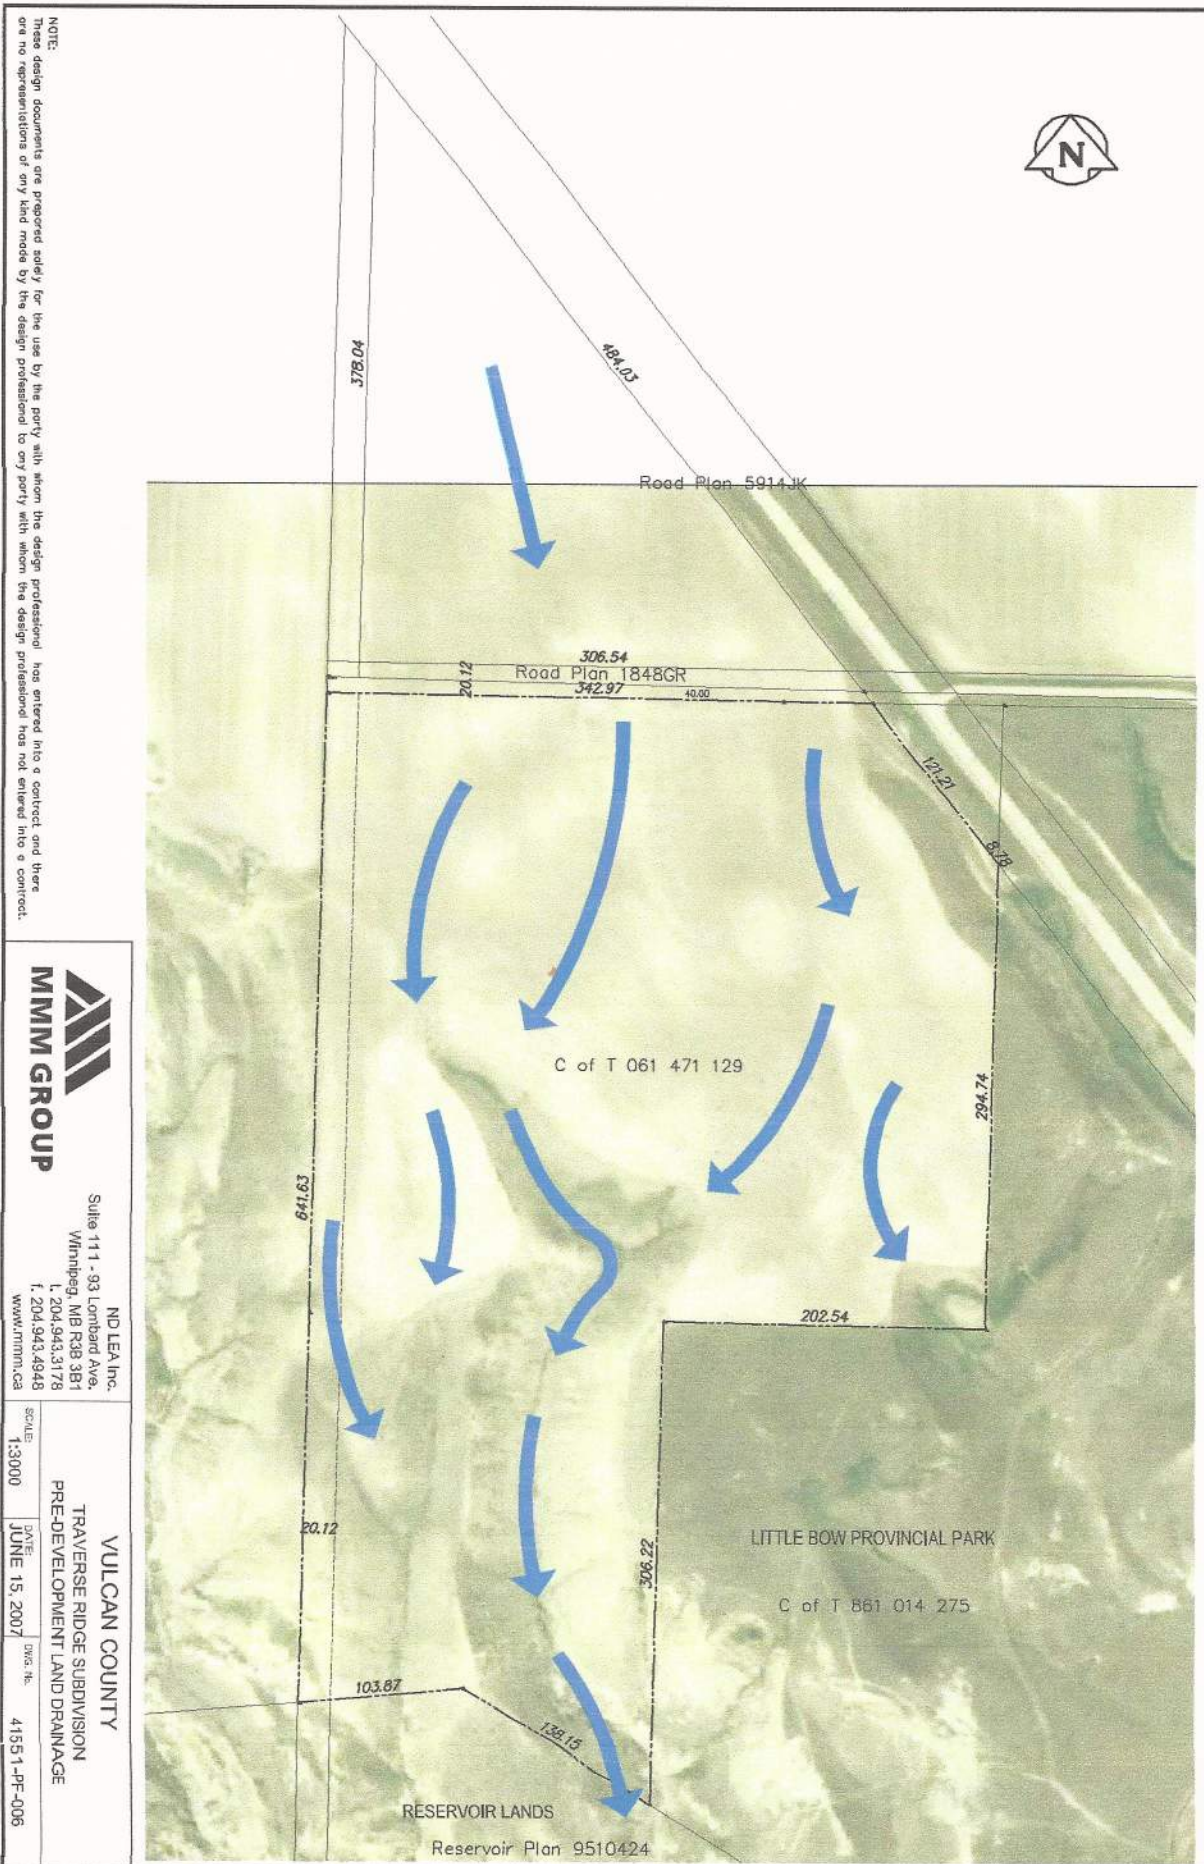 N
484.03
378.04
Road Plan 5914JK
306.54
Road Plan 1848GR
20.12
342.97
40.00
121.21
8.78
C of T 061 471 129
294.74
641.63
202.54
20.12
306.22
LITTLE BOW PROVINCIAL PARK
C of T 861 014 275
103.87
138.15
RESERVOIR LANDS
Reservoir Plan 9510424
NOTE:
These design documents are prepared solely for the use by the party with whom the design professional has entered into a contract and there
are no representations of any kind made by the design professional to any party with whom the design professional has not entered into a contract.
MMM GROUP
ND LEA Inc.
Suite 111 - 93 Lombard Ave.
Winnipeg, MB R3B 3B1
t. 204.943.3178
f. 204.943.4948
www.mmm.ca
VULCAN COUNTY
TRAVERSE RIDGE SUBDIVISION
PRE-DEVELOPMENT LAND DRAINAGE
SCALE:
1:3000
DATE:
JUNE 15, 2007
DWG. No.
41551-PF-006